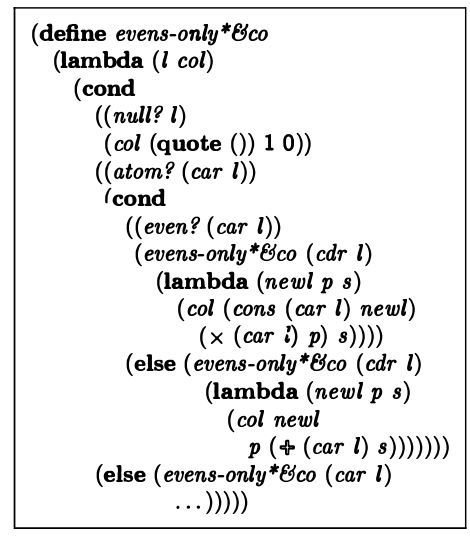 (define evens-only*&co
(lambda (l col)
(cond
((null? l)
(col (quote ()) 1 0))
((atom? (car l))
(cond
((even? (car l))
(evens-only*&co (cdr l)
(lambda (newl p s)
(col (cons (car l) newl)
(× (car l) p) s))))
(else (evens-only*&co (cdr l)
(lambda (newl p s)
(col newl
p (+ (car l) s)))))))
(else (evens-only*&co (car l)
...)))))